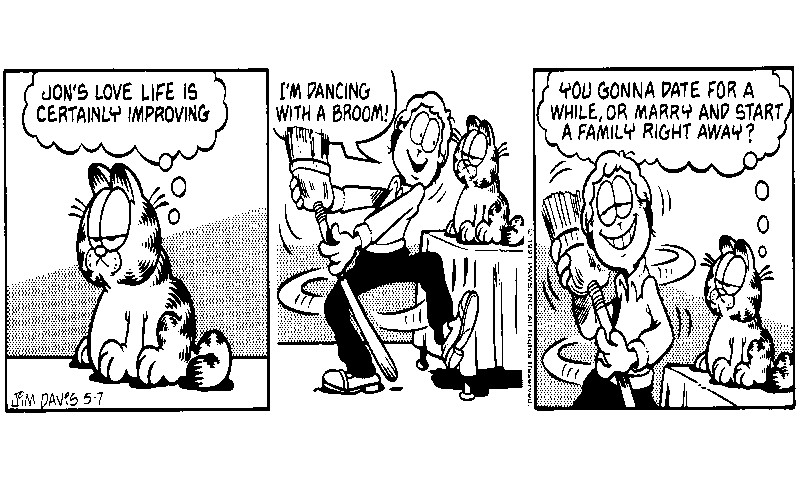 JON'S LOVE LIFE IS
CERTAINLY IMPROVING
JIM DAVIS 5-7
I'M DANCING
WITH A BROOM!
YOU GONNA DATE FOR A
WHILE, OR MARRY AND START
A FAMILY RIGHT AWAY?